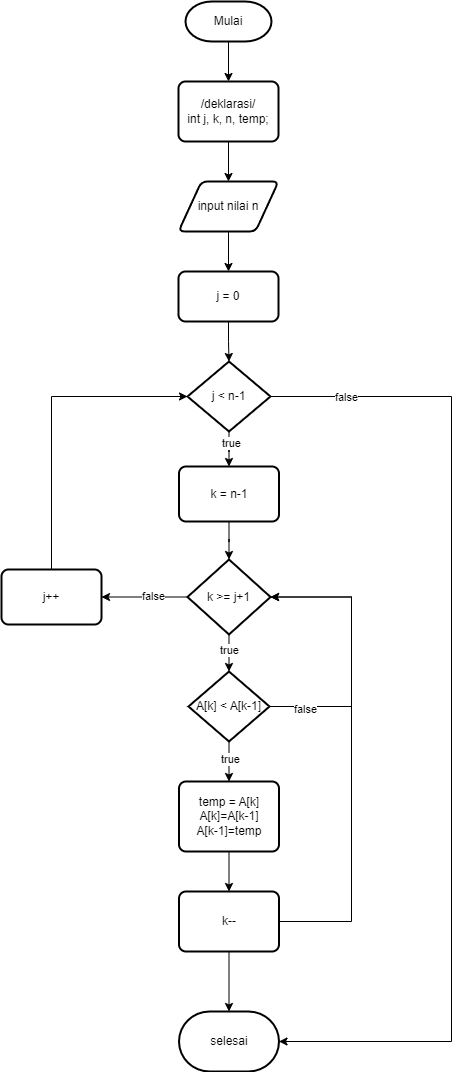 Mulai
/deklarasi/
int j, k, n, temp;
input nilai n
j = 0
j < n-1
false
true
k = n-1
k >= j+1
false
j++
true
A[k] < A[k-1]
false
true
temp = A[k]
A[k]=A[k-1]
A[k-1]=temp
k--
selesai